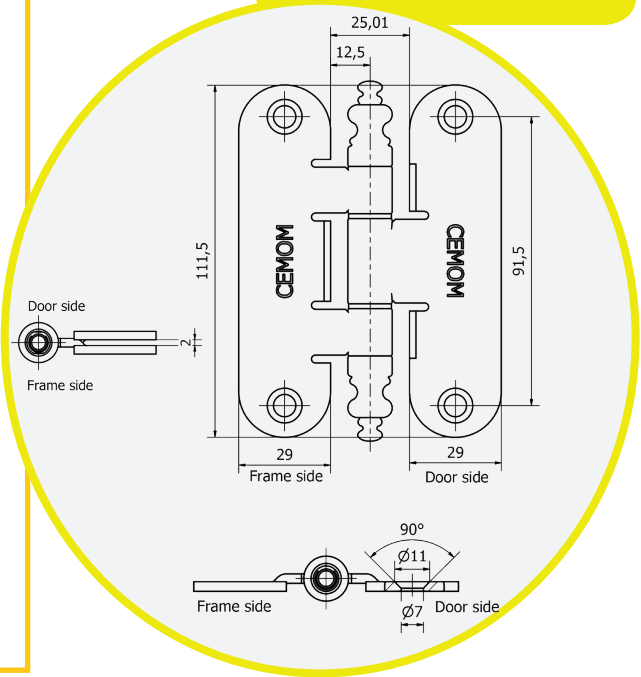 25,01
12,5
111,5
CEMOM
CEMOM
91,5
Door side
2
Frame side
29
29
Frame side
Door side
90°
Ø11
Frame side
Ø7
Door side